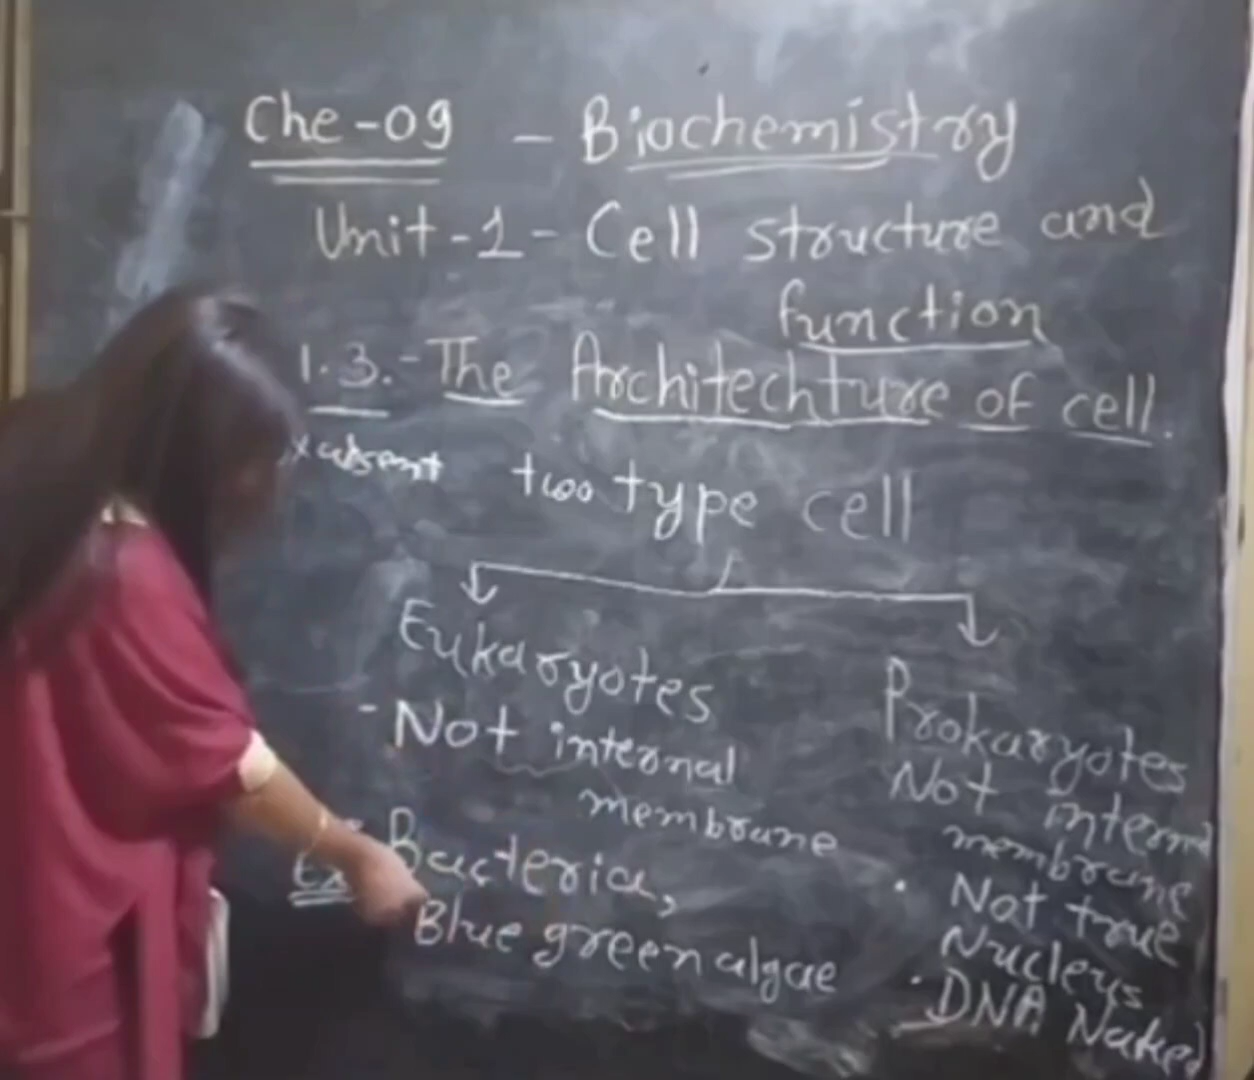 Che-09 - Biochemistry
Unit-1- Cell structure and
function
1.3.- The Architechture of cell.
x absent
two type cell
Eukaryotes
- Not internal
membrane
Ex- Bacteria,
Blue green algae
Prokaryotes
Not internal
membrane
· Not true
Nucleus
· DNA Naked